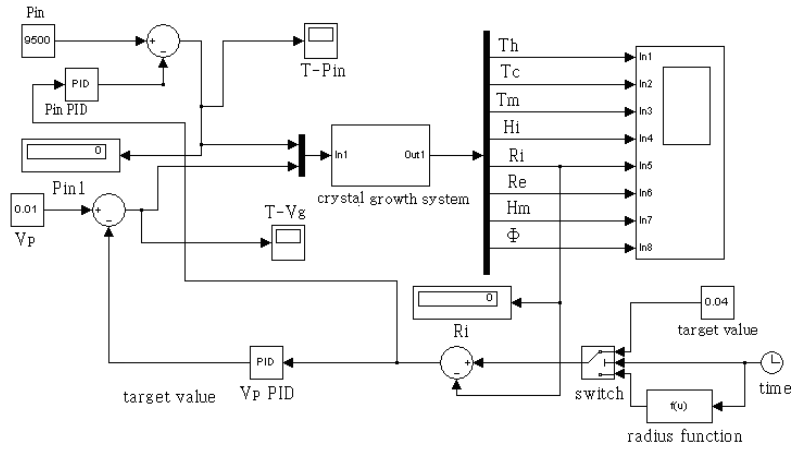 Pin
9500
+
−
T-Pin
PID
Pin PID
0
Pin1
0.01
Vp
+
−
T-Vg
In1
Out1
crystal growth system
Th
Tc
Tm
Hi
Ri
Re
Hm
Φ
In1
In2
In3
In4
In5
In6
In7
In8
0
Ri
0.04
target value
PID
Vp PID
target value
+
−
switch
time
f(u)
radius function